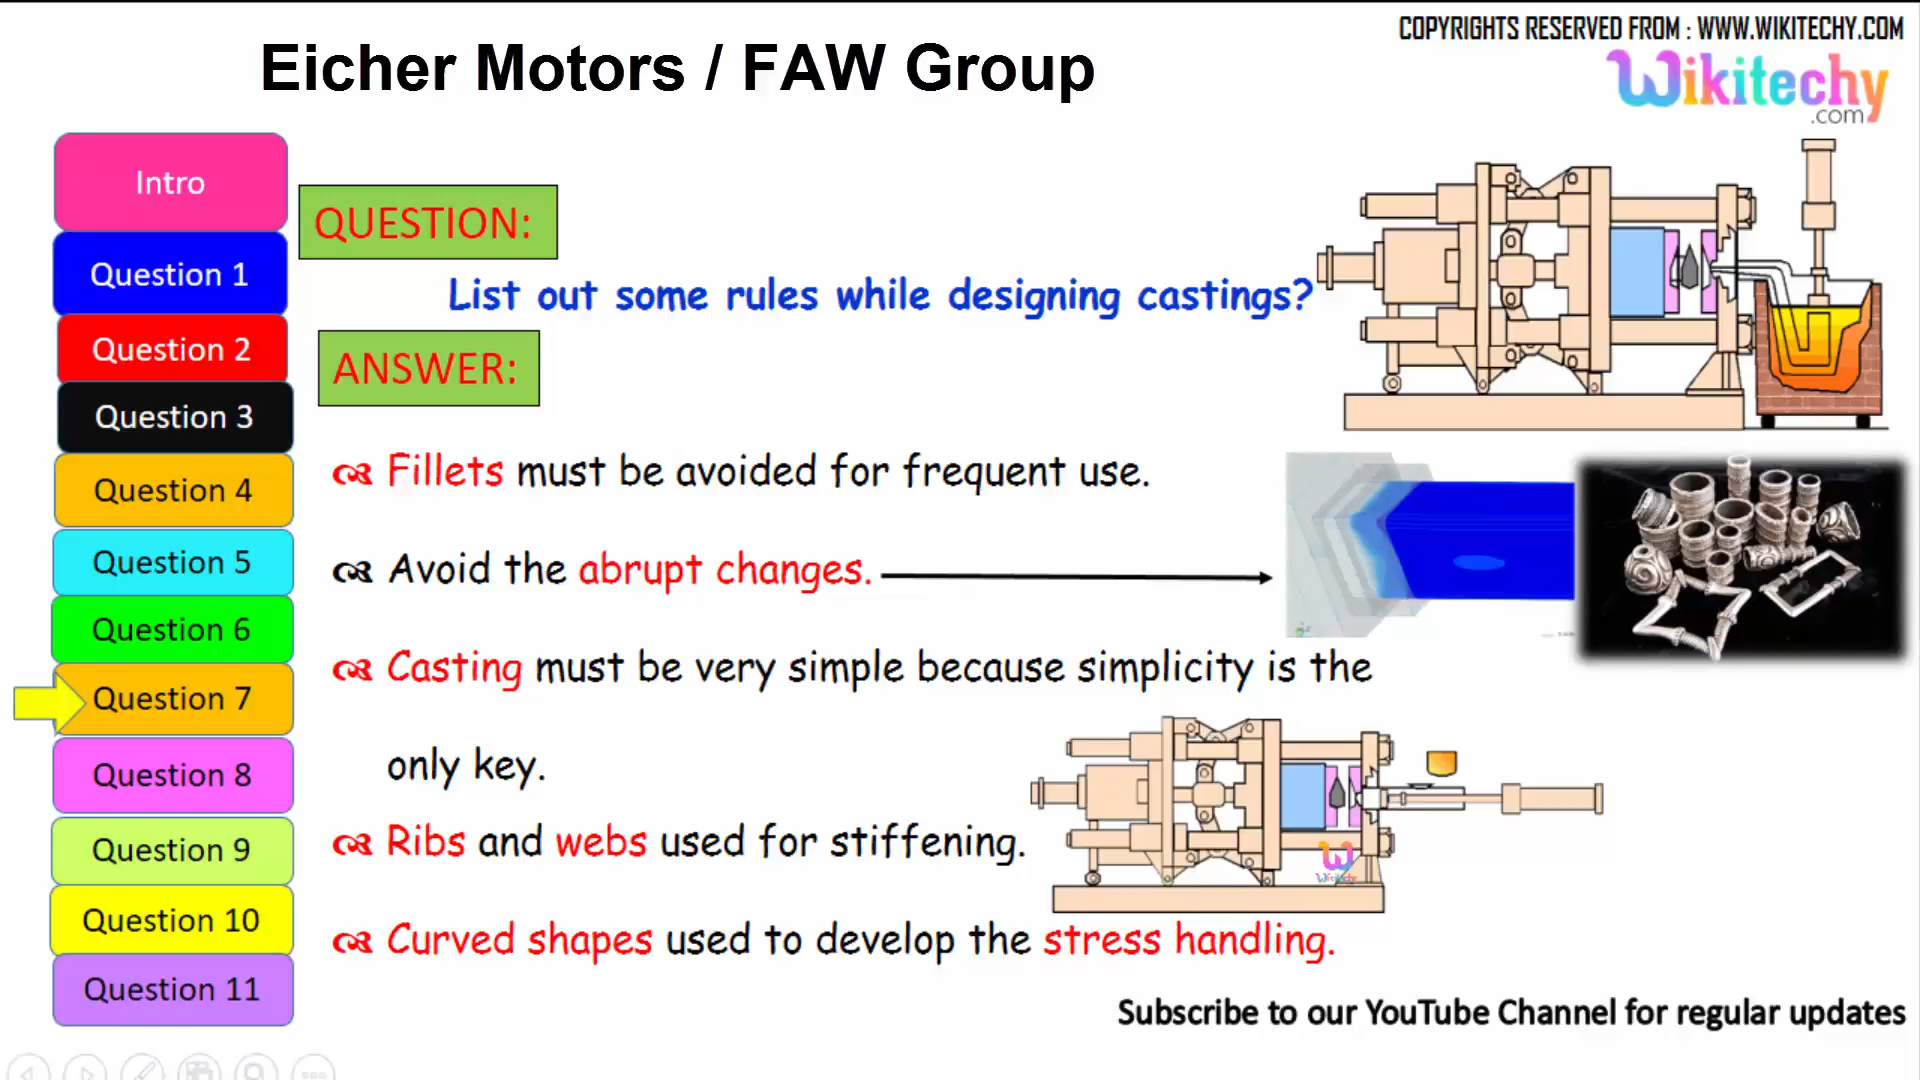 COPYRIGHTS RESERVED FROM : WWW.WIKITECHY.COM
Eicher Motors / FAW Group
Wikitechy
.com
Intro
Question 1
Question 2
Question 3
Question 4
Question 5
Question 6
Question 7
Question 8
Question 9
Question 10
Question 11
QUESTION:
List out some rules while designing castings?
ANSWER:
Fillets must be avoided for frequent use.
Avoid the abrupt changes.
Casting must be very simple because simplicity is the
only key.
Ribs and webs used for stiffening.
Wikitechy
Curved shapes used to develop the stress handling.
Subscribe to our YouTube Channel for regular updates